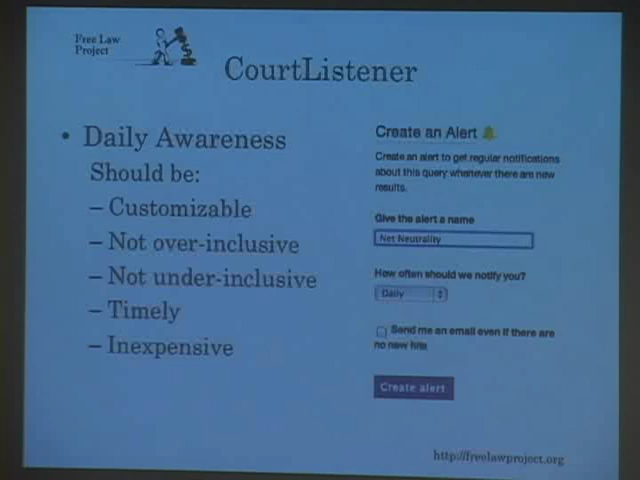 Free Law
Project
CourtListener
• Daily Awareness
Should be:
– Customizable
– Not over-inclusive
– Not under-inclusive
– Timely
– Inexpensive
Create an Alert
Create an alert to get regular notifications
about this query whenever there are new
results.
Give the alert a name
Net Neutrality
How often should we notify you?
Daily
Send me an email even if there are
no new hits
Create alert
http://freelawproject.org